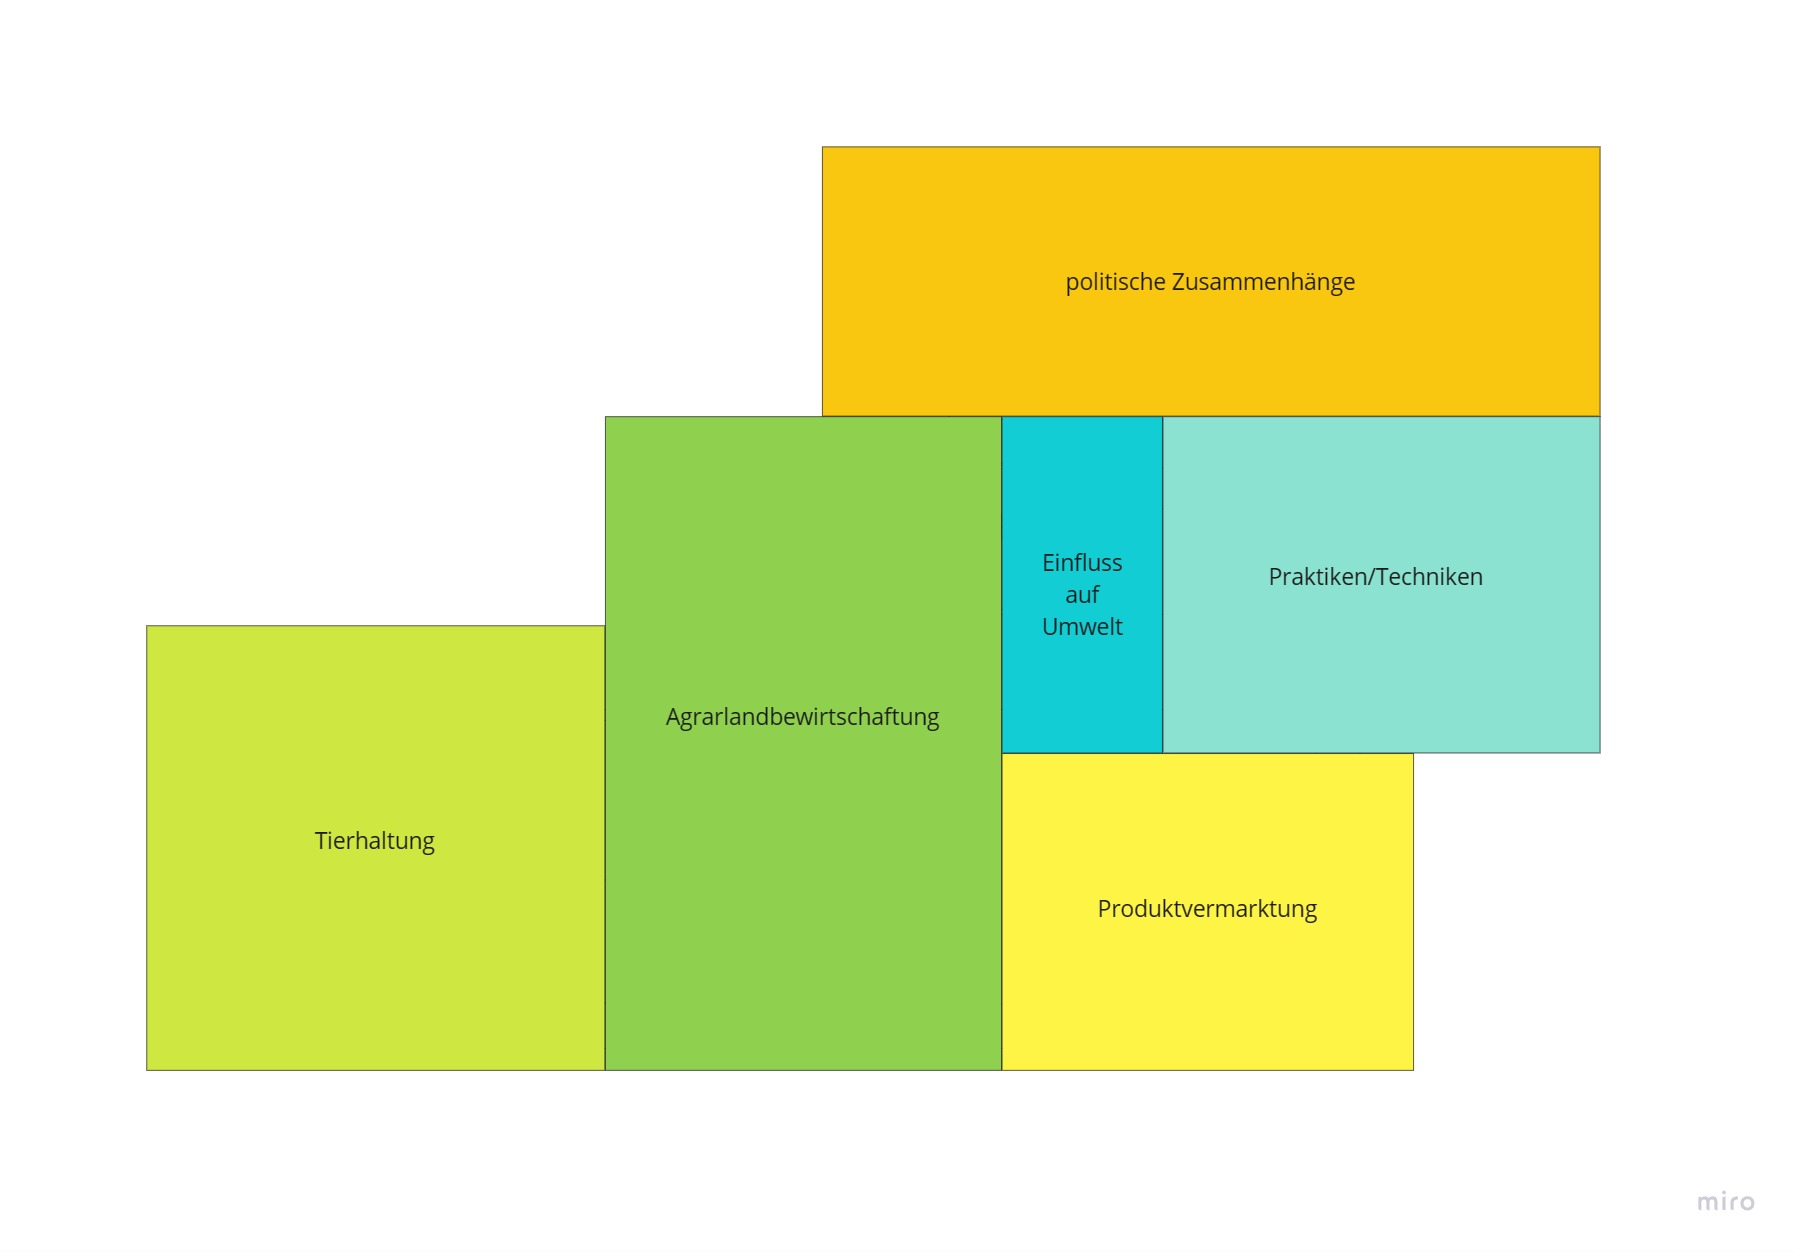 politische Zusammenhänge
Einfluss
auf
Umwelt
Praktiken/Techniken
Agrarlandbewirtschaftung
Tierhaltung
Produktvermarktung
miro